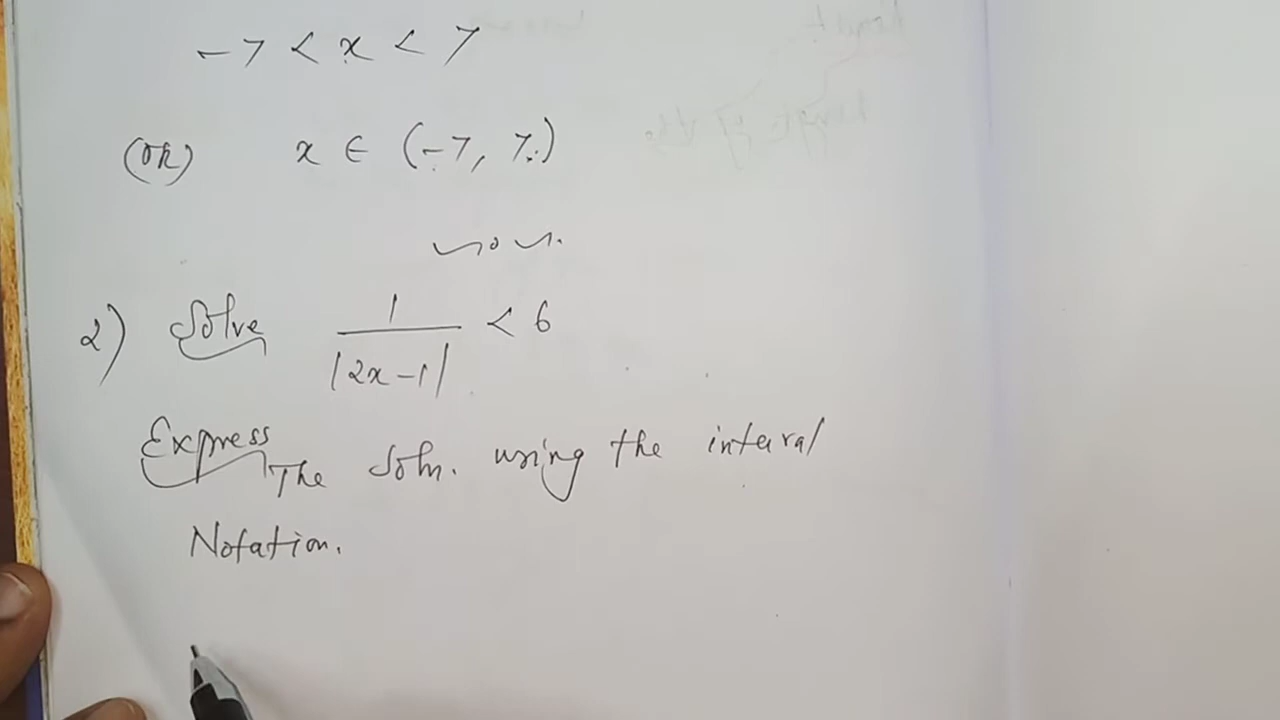 -7 < x < 7
(OR) x ∈ (-7, 7)
2) Solve 1/|2x-1| < 6
Express The Soln. using the interval
Notation.